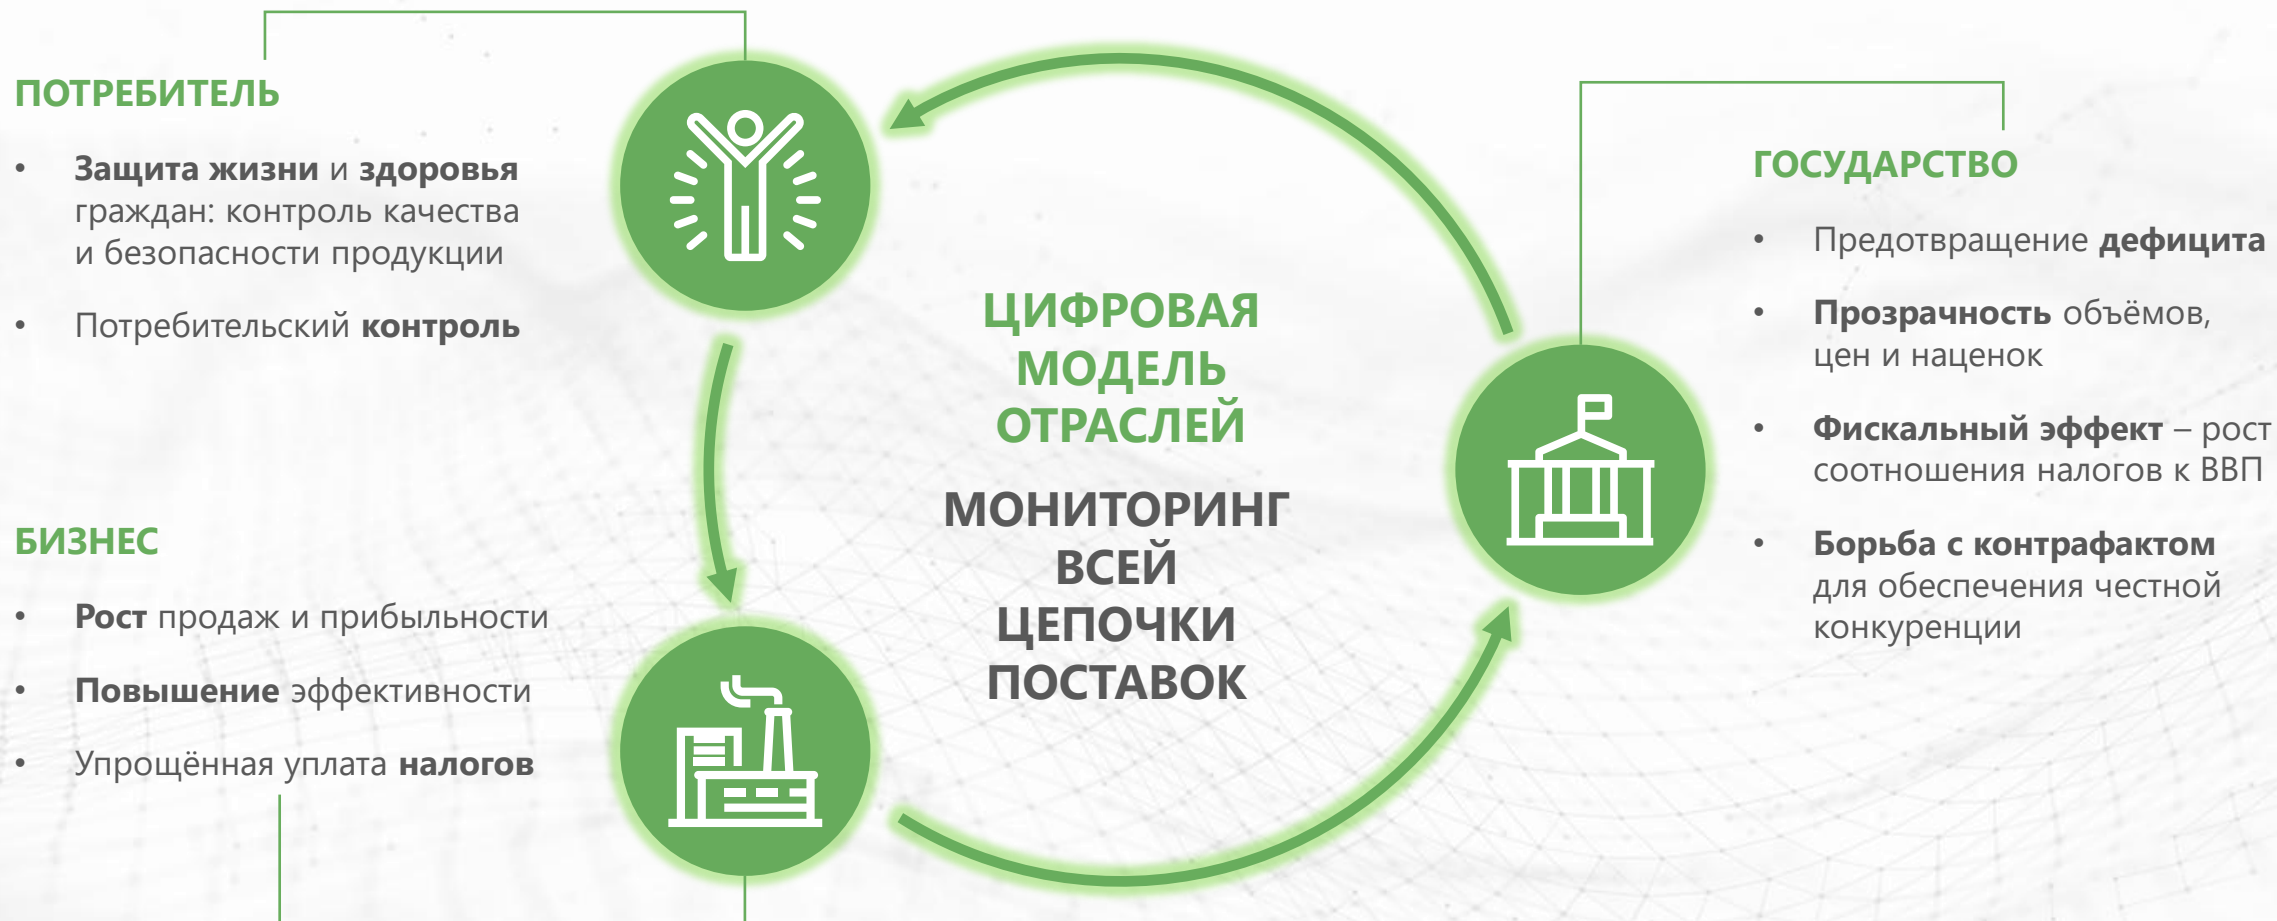 ПОТРЕБИТЕЛЬ
• Защита жизни и здоровья
граждан: контроль качества
и безопасности продукции
• Потребительский контроль
БИЗНЕС
• Рост продаж и прибыльности
• Повышение эффективности
• Упрощённая уплата налогов
ЦИФРОВАЯ
МОДЕЛЬ
ОТРАСЛЕЙ
МОНИТОРИНГ
ВСЕЙ
ЦЕПОЧКИ
ПОСТАВОК
ГОСУДАРСТВО
• Предотвращение дефицита
• Прозрачность объёмов,
цен и наценок
• Фискальный эффект – рост
соотношения налогов к ВВП
• Борьба с контрафактом
для обеспечения честной
конкуренции